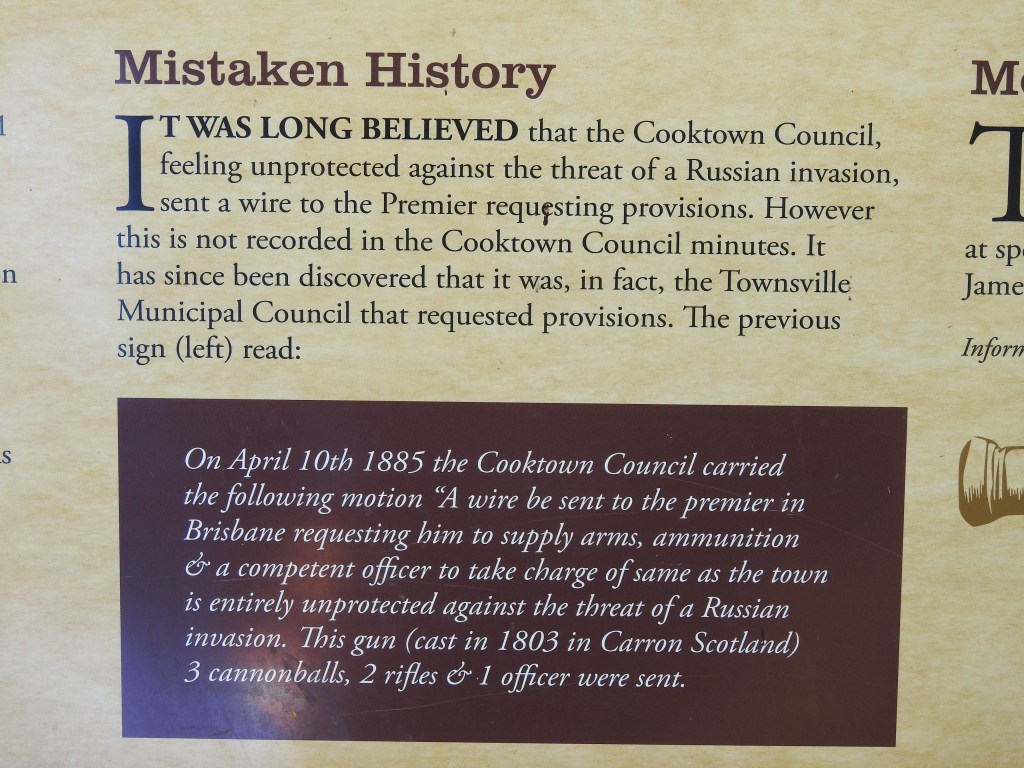 Mistaken History
IT WAS LONG BELIEVED that the Cooktown Council,
feeling unprotected against the threat of a Russian invasion,
sent a wire to the Premier requesting provisions. However
this is not recorded in the Cooktown Council minutes. It
has since been discovered that it was, in fact, the Townsville
Municipal Council that requested provisions. The previous
sign (left) read:
On April 10th 1885 the Cooktown Council carried
the following motion “A wire be sent to the premier in
Brisbane requesting him to supply arms, ammunition
& a competent officer to take charge of same as the town
is entirely unprotected against the threat of a Russian
invasion. This gun (cast in 1803 in Carron Scotland)
3 cannonballs, 2 rifles & 1 officer were sent.
at